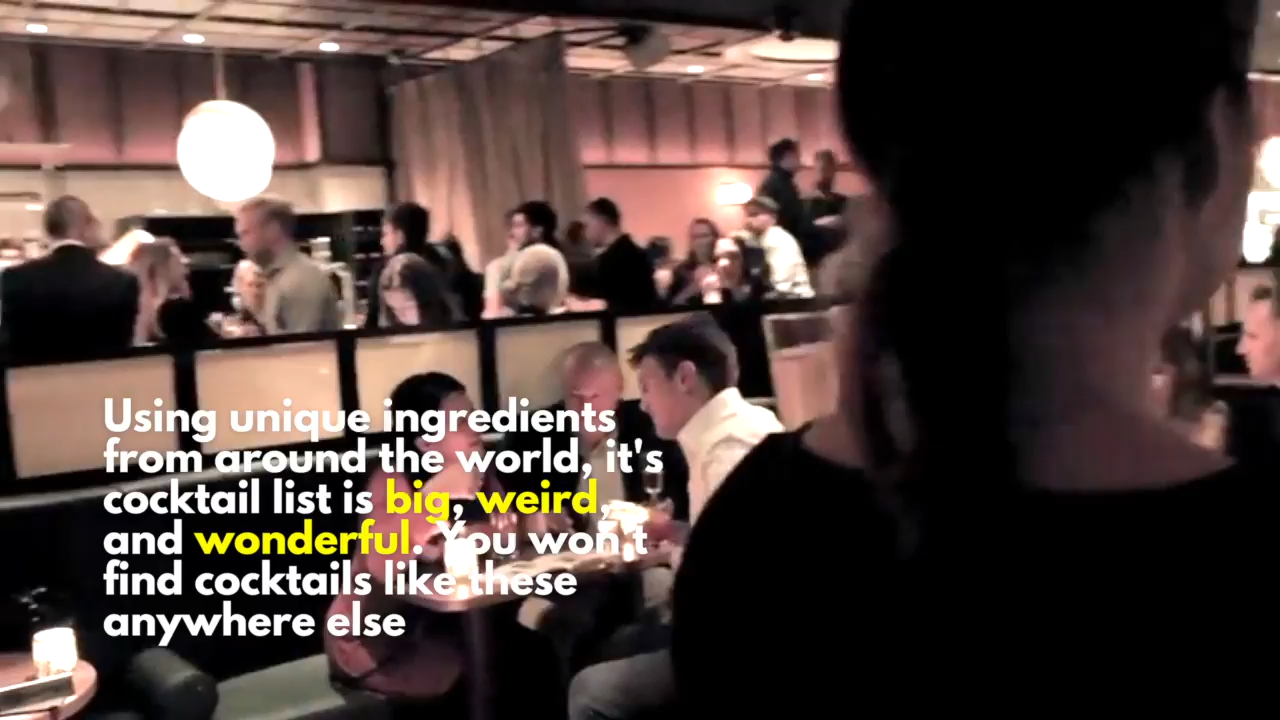 Using unique ingredients
from around the world, it's
cocktail list is big, weird,
and wonderful. You won't
find cocktails like these
anywhere else